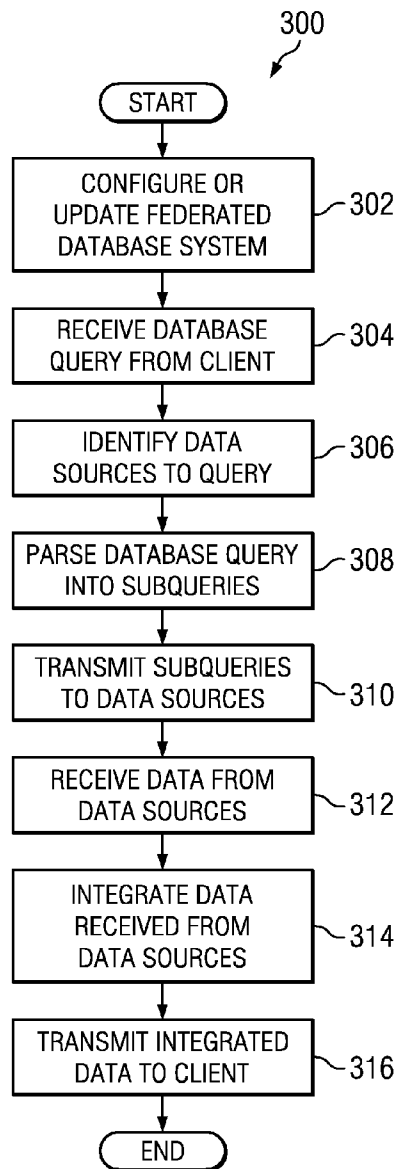 300
START
CONFIGURE OR
UPDATE FEDERATED
DATABASE SYSTEM
302
RECEIVE DATABASE
QUERY FROM CLIENT
304
IDENTIFY DATA
SOURCES TO QUERY
306
PARSE DATABASE QUERY
INTO SUBQUERIES
308
TRANSMIT SUBQUERIES
TO DATA SOURCES
310
RECEIVE DATA FROM
DATA SOURCES
312
INTEGRATE DATA
RECEIVED FROM
DATA SOURCES
314
TRANSMIT INTEGRATED
DATA TO CLIENT
316
END